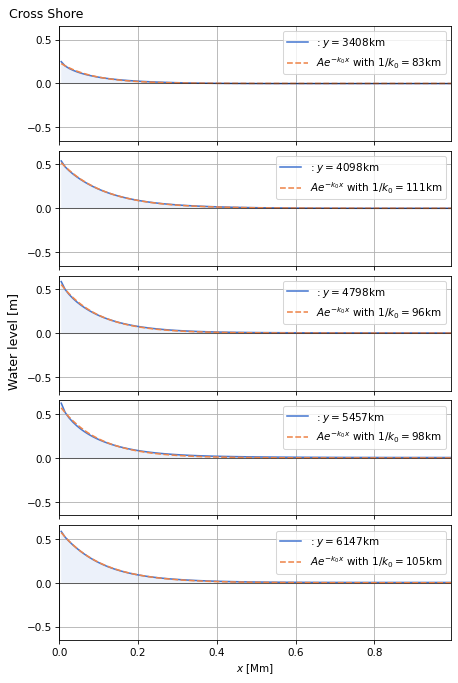 Cross Shore
0.5
0.0
−0.5
: y = 3408km
Ae^{−k₀x} with 1/k₀ = 83km
0.5
0.0
−0.5
: y = 4098km
Ae^{−k₀x} with 1/k₀ = 111km
0.5
0.0
−0.5
: y = 4798km
Ae^{−k₀x} with 1/k₀ = 96km
Water level [m]
0.5
0.0
−0.5
: y = 5457km
Ae^{−k₀x} with 1/k₀ = 98km
0.5
0.0
−0.5
: y = 6147km
Ae^{−k₀x} with 1/k₀ = 105km
0.0 0.2 0.4 0.6 0.8
x [Mm]